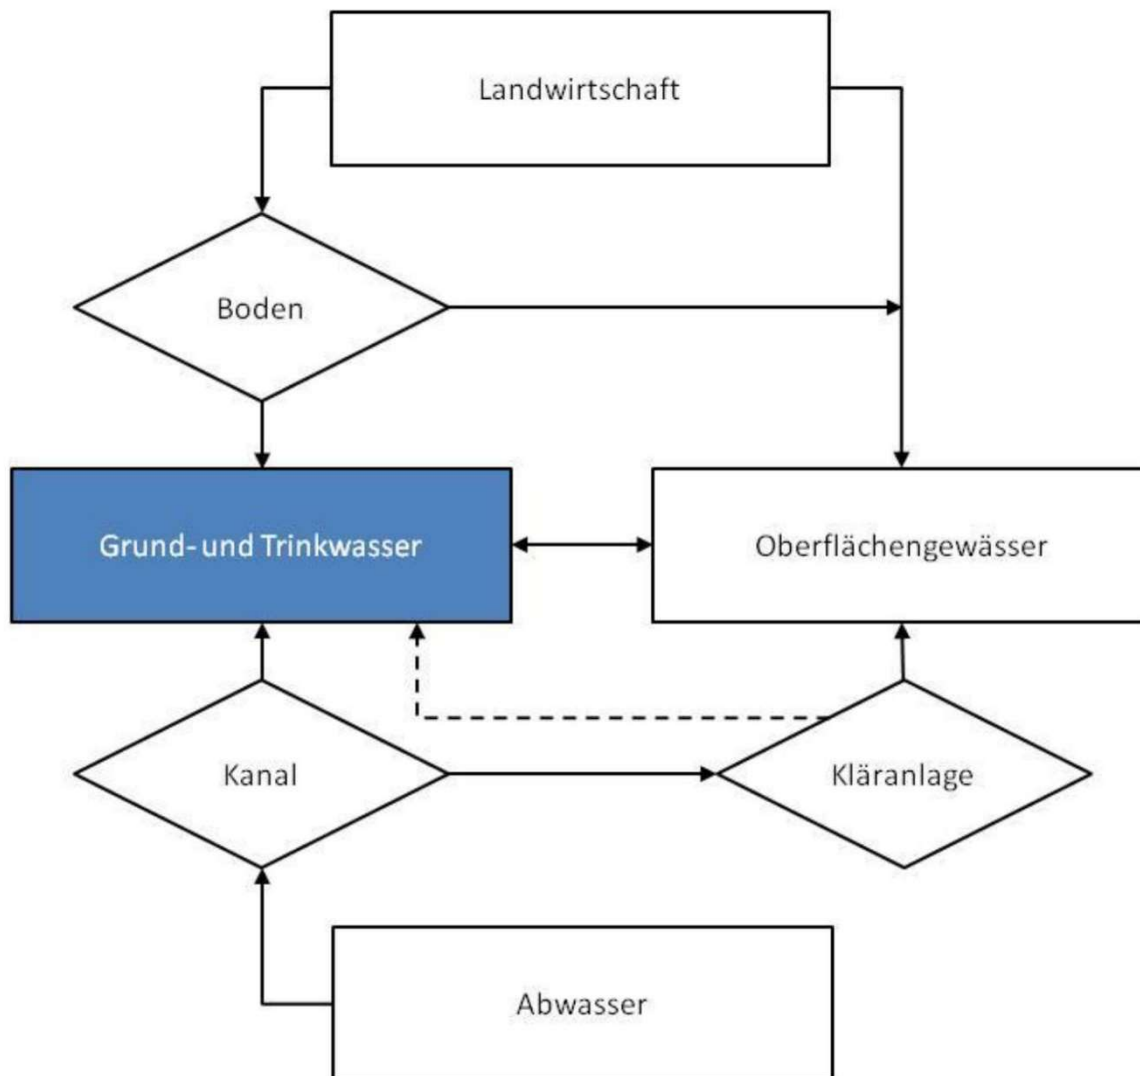 Landwirtschaft
Boden
Grund- und Trinkwasser
Oberflächengewässer
Kanal
Kläranlage
Abwasser